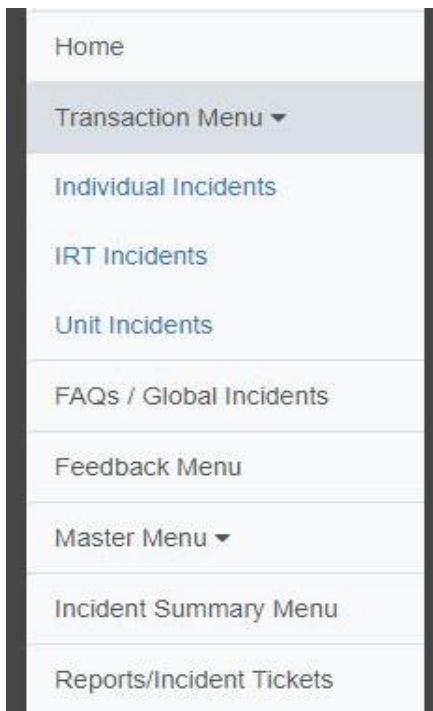 Home
Transaction Menu
Individual Incidents
IRT Incidents
Unit Incidents
FAQs / Global Incidents
Feedback Menu
Master Menu
Incident Summary Menu
Reports/Incident Tickets